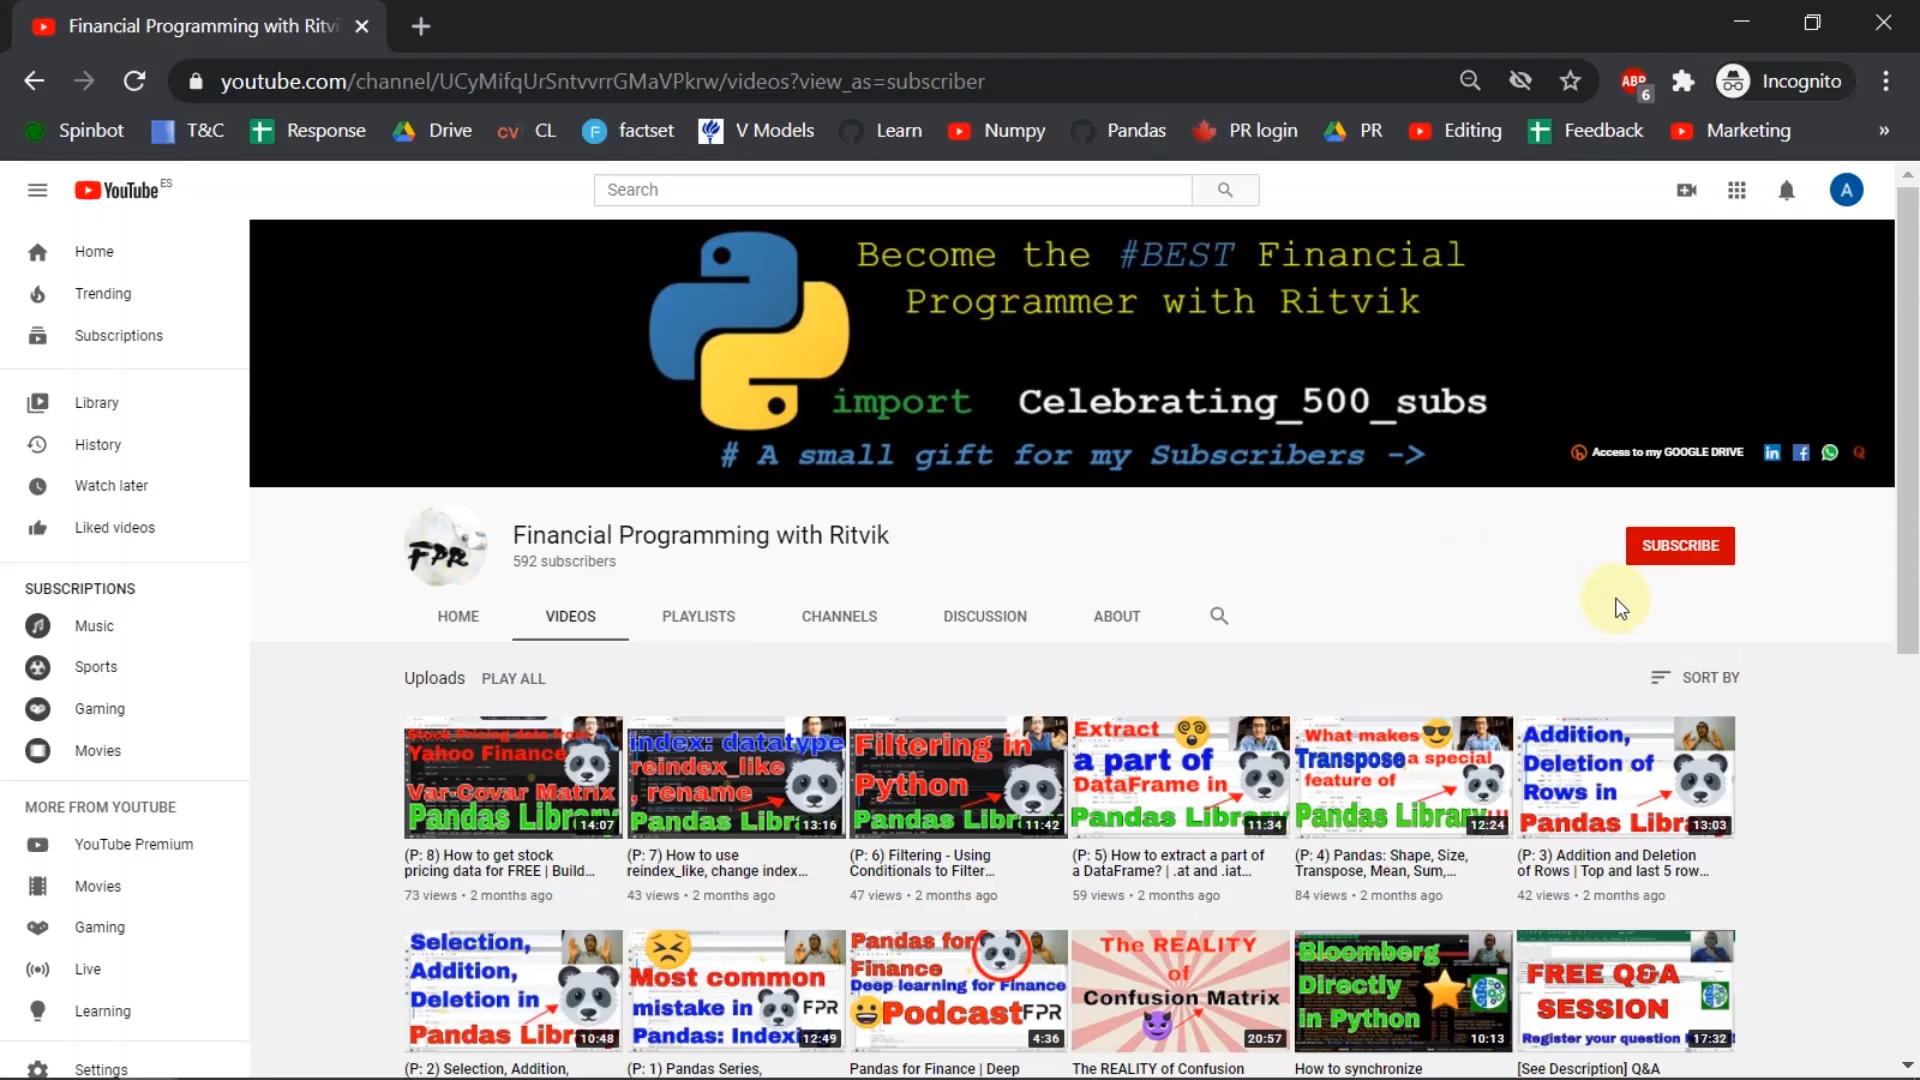 Financial Programming with Ritvi
youtube.com/channel/UCyMifqUrSntvvrrGMaVPkrw/videos?view_as=subscriber
ABP
6
Incognito
Spinbot
T&C
Response
Drive
CV CL
F factset
V Models
Learn
Numpy
Pandas
PR login
PR
Editing
Feedback
Marketing
»
YouTube ES
Search
A
Home
Trending
Subscriptions
Library
History
Watch later
Liked videos
SUBSCRIPTIONS
Music
Sports
Gaming
Movies
MORE FROM YOUTUBE
YouTube Premium
Movies
Gaming
Live
Learning
Settings
Become the #BEST Financial
Programmer with Ritvik
import Celebrating_500_subs
# A small gift for my Subscribers ->
Access to my GOOGLE DRIVE
FPR
Financial Programming with Ritvik
592 subscribers
SUBSCRIBE
HOME
VIDEOS
PLAYLISTS
CHANNELS
DISCUSSION
ABOUT
Uploads
PLAY ALL
SORT BY
Stock Pricing data from
Yahoo Finance
Var-Covar Matrix
Pandas Libr
14:07
(P: 8) How to get stock
pricing data for FREE | Build...
73 views • 2 months ago
index: datatype
reindex_like
, rename
Pandas Libr
13:16
(P: 7) How to use
reindex_like, change index...
43 views • 2 months ago
Filtering in
Python
Pandas Libr
11:42
(P: 6) Filtering - Using
Conditionals to Filter...
47 views • 2 months ago
Extract
a part of
DataFrame in
Pandas Library
11:34
(P: 5) How to extract a part of
a DataFrame? | .at and .iat...
59 views • 2 months ago
What makes
Transpose a special
feature of
Pandas Library!!!
12:24
(P: 4) Pandas: Shape, Size,
Transpose, Mean, Sum,...
84 views • 2 months ago
Addition,
Deletion of
Rows in
Pandas Libra
13:03
(P: 3) Addition and Deletion
of Rows | Top and last 5 row...
42 views • 2 months ago
Selection,
Addition,
Deletion in
Pandas Libr
10:48
(P: 2) Selection, Addition,
Most common
mistake in FPR
Pandas: Indexi
12:49
(P: 1) Pandas Series,
Pandas for
Finance
Deep learning for Finance
Podcast FPR
4:36
Pandas for Finance | Deep
The REALITY
of
Confusion Matrix
20:57
The REALITY of Confusion
Bloomberg
Directly
in Python
10:13
How to synchronize
FREE Q&A
SESSION
Register your question
17:32
[See Description] Q&A